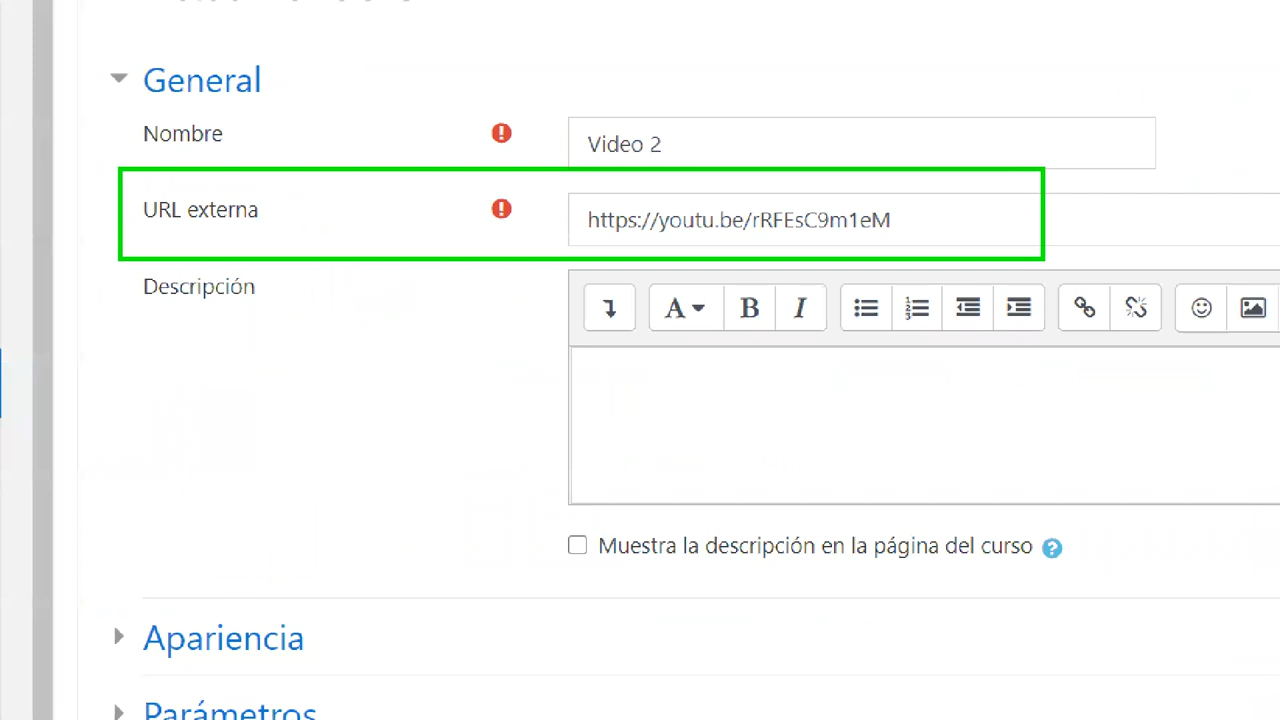 General
Nombre
Video 2
URL externa
https://youtu.be/rRFEsC9m1eM
Descripción
A B I
Muestra la descripción en la página del curso
Apariencia
Parámetros